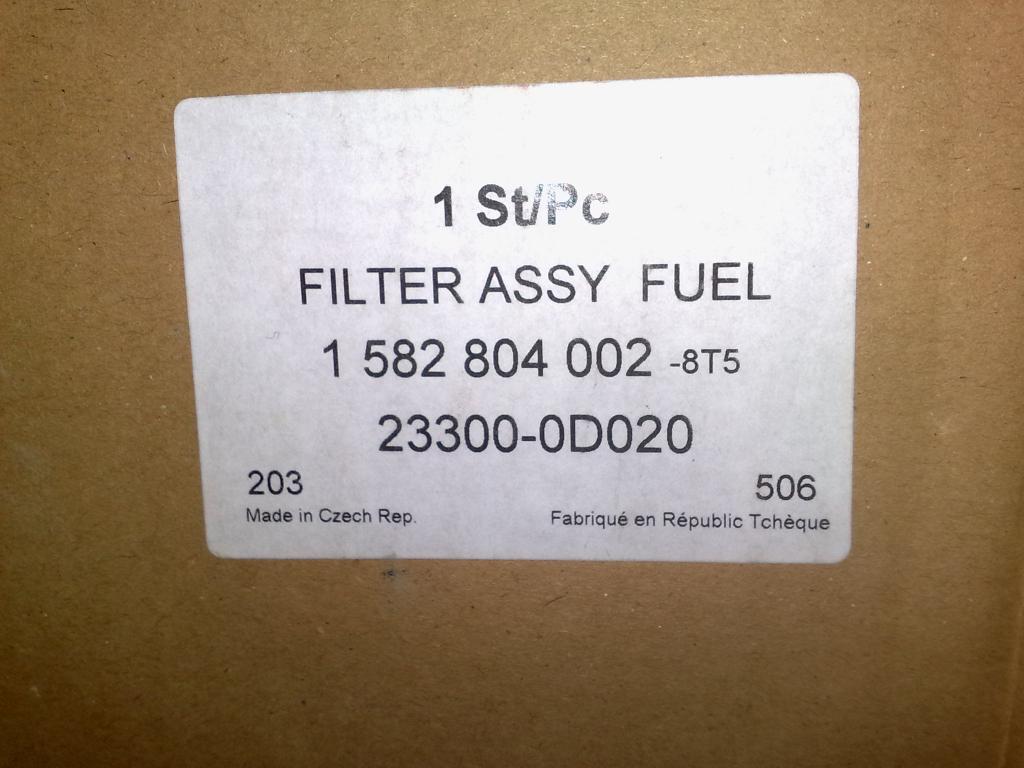 1 St/Pc
FILTER ASSY FUEL
1 582 804 002 -8T5
23300-0D020
203 506
Made in Czech Rep. Fabriqué en Républic Tchèque